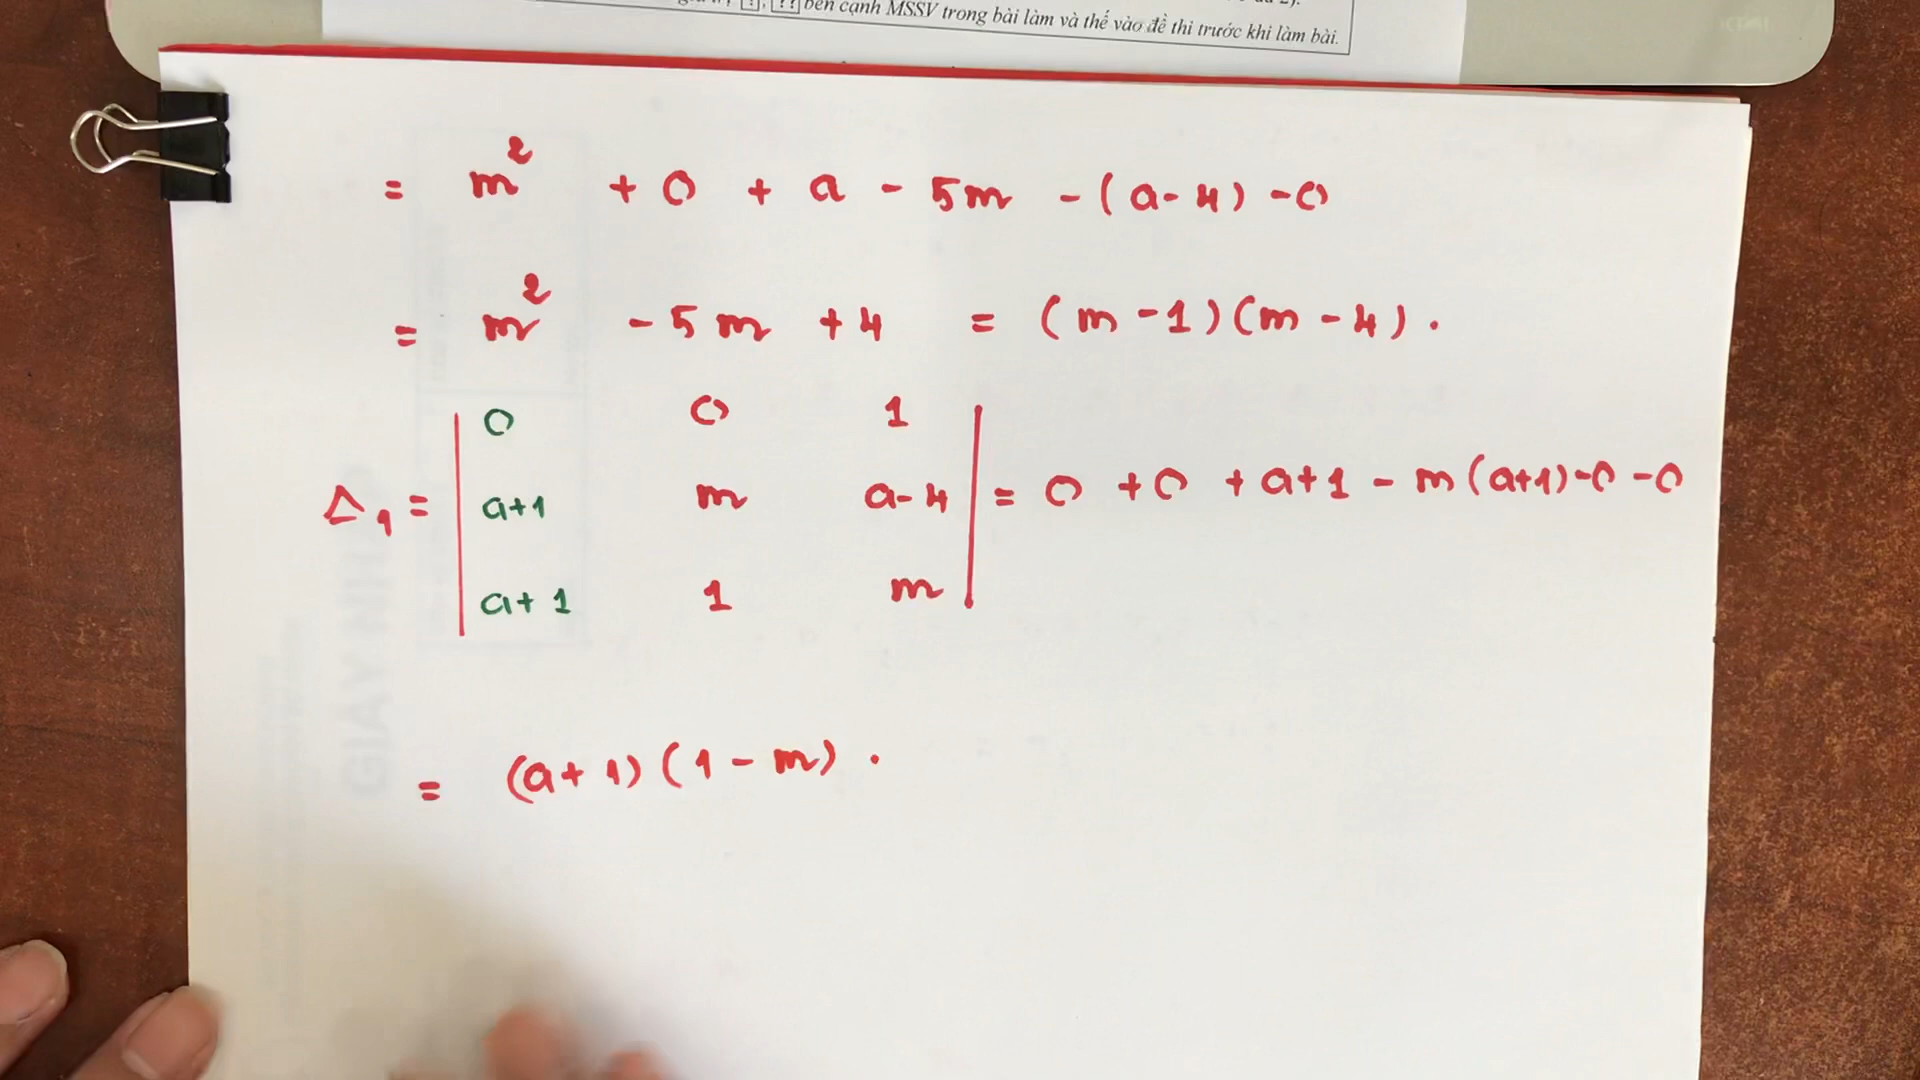 bên cạnh MSSV trong bài làm và thế vào đề thi trước khi làm bài.
= m² + 0 + a - 5m - (a-4) - 0
= m² - 5m + 4 = (m-1)(m-4).
0 0 1
Δ₁ = | a+1 m a-4 | = 0 + 0 + a+1 - m(a+1) - 0 - 0
a+1 1 m
= (a+1)(1-m).
GIẤY NHÁP